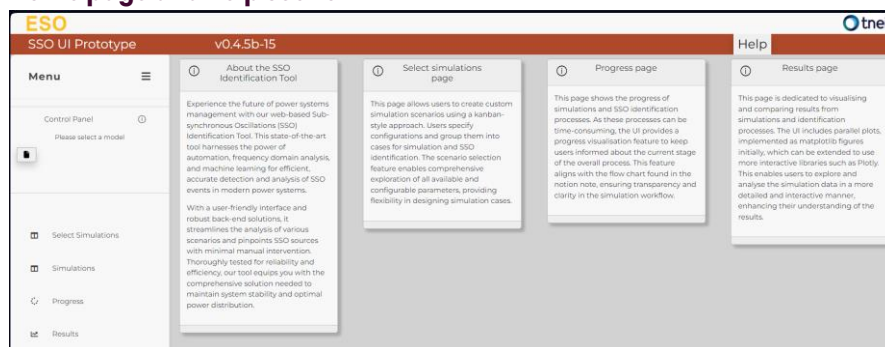 ESO
tne
SSO UI Prototype
v0.4.5b-15
Help
Menu
Control Panel
Please select a model
Select Simulations
Simulations
Progress
Results
About the SSO
Identification Tool
Experience the future of power systems
management with our web-based Sub-
synchronous Oscillations (SSO)
Identification Tool. This state-of-the-art
tool harnesses the power of
automation, frequency domain analysis,
and machine learning for efficient,
accurate detection and analysis of SSO
events in modern power systems.
With a user-friendly interface and
robust back-end solutions, it
streamlines the analysis of various
scenarios and pinpoints SSO sources
with minimal manual intervention.
Thoroughly tested for reliability and
efficiency, our tool equips you with the
comprehensive solution needed to
maintain system stability and optimal
power distribution.
Select simulations
page
This page allows users to create custom
simulation scenarios using a kanban-
style approach. Users specify
configurations and group them into
cases for simulation and SSO
identification. The scenario selection
feature enables comprehensive
exploration of all available and
configurable parameters, providing
flexibility in designing simulation cases.
Progress page
This page shows the progress of
simulations and SSO identification
processes. As these processes can be
time-consuming, the UI provides a
progress visualisation feature to keep
users informed about the current stage
of the overall process. This feature
aligns with the flow chart found in the
notion note, ensuring transparency and
clarity in the simulation workflow.
Results page
This page is dedicated to visualising
and comparing results from
simulations and identification
processes. The UI includes parallel plots,
implemented as matplotlib figures
initially, which can be extended to use
more interactive libraries such as Plotly.
This enables users to explore and
analyse the simulation data in a more
detailed and interactive manner,
enhancing their understanding of the
results.